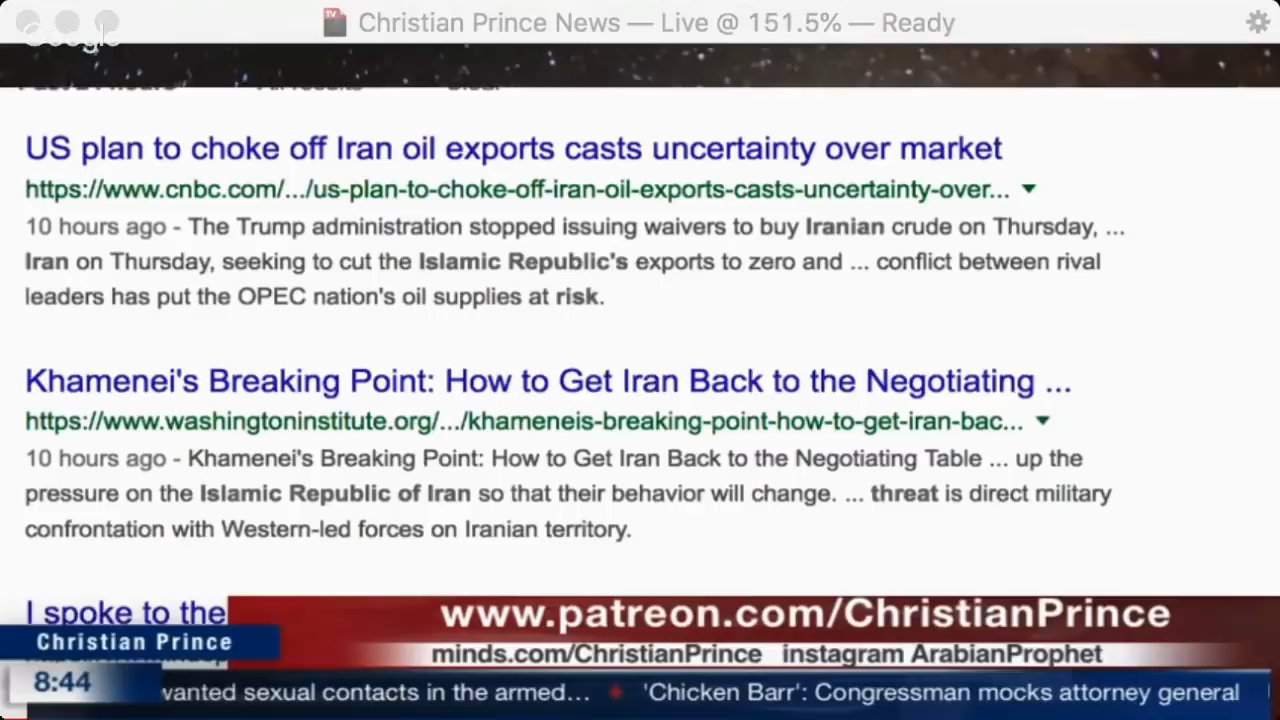 Christian Prince News — Live @ 151.5% — Ready
Google
US plan to choke off Iran oil exports casts uncertainty over market
https://www.cnbc.com/.../us-plan-to-choke-off-iran-oil-exports-casts-uncertainty-over...
10 hours ago - The Trump administration stopped issuing waivers to buy Iranian crude on Thursday, ...
Iran on Thursday, seeking to cut the Islamic Republic's exports to zero and ... conflict between rival
leaders has put the OPEC nation's oil supplies at risk.
Khamenei's Breaking Point: How to Get Iran Back to the Negotiating ...
https://www.washingtoninstitute.org/.../khameneis-breaking-point-how-to-get-iran-bac...
10 hours ago - Khamenei's Breaking Point: How to Get Iran Back to the Negotiating Table ... up the
pressure on the Islamic Republic of Iran so that their behavior will change. ... threat is direct military
confrontation with Western-led forces on Iranian territory.
I spoke to the
www.patreon.com/ChristianPrince
Christian Prince
minds.com/ChristianPrince instagram ArabianProphet
8:44
wanted sexual contacts in the armed... 'Chicken Barr': Congressman mocks attorney general